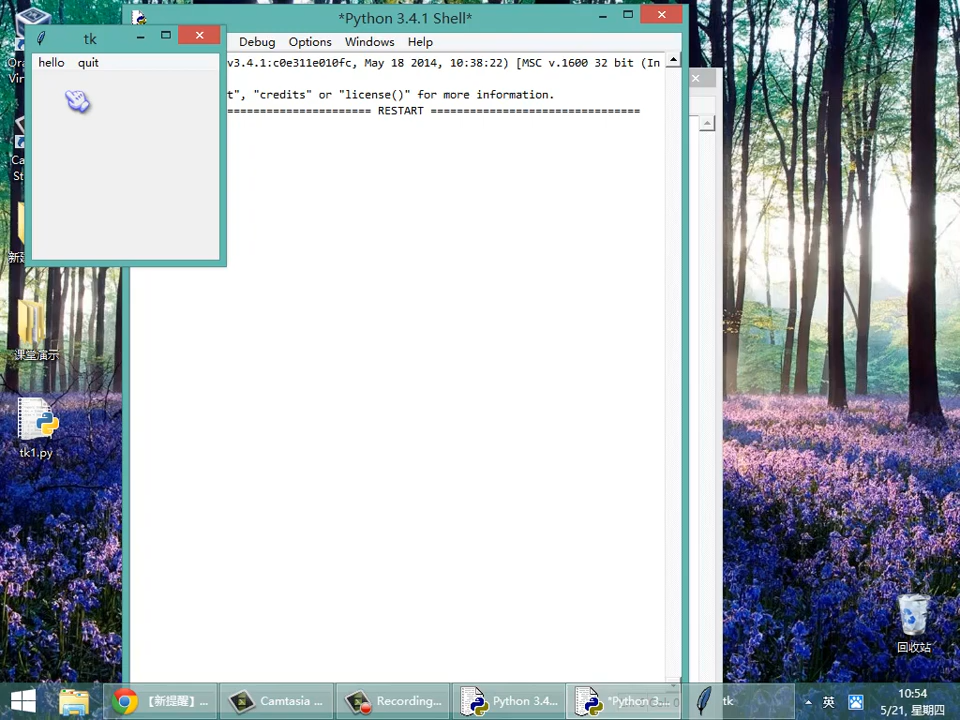 *Python 3.4.1 Shell*
tk
hello quit
Debug Options Windows Help
v3.4.1:c0e311e010fc, May 18 2014, 10:38:22) [MSC v.1600 32 bit (In
t", "credits" or "license()" for more information.
====================== RESTART ================================
课堂演示
tk1.py
回收站
【新提醒】...
Camtasia ...
Recording...
Python 3.4...
*Python 3....
tk
英
10:54
5/21, 星期四